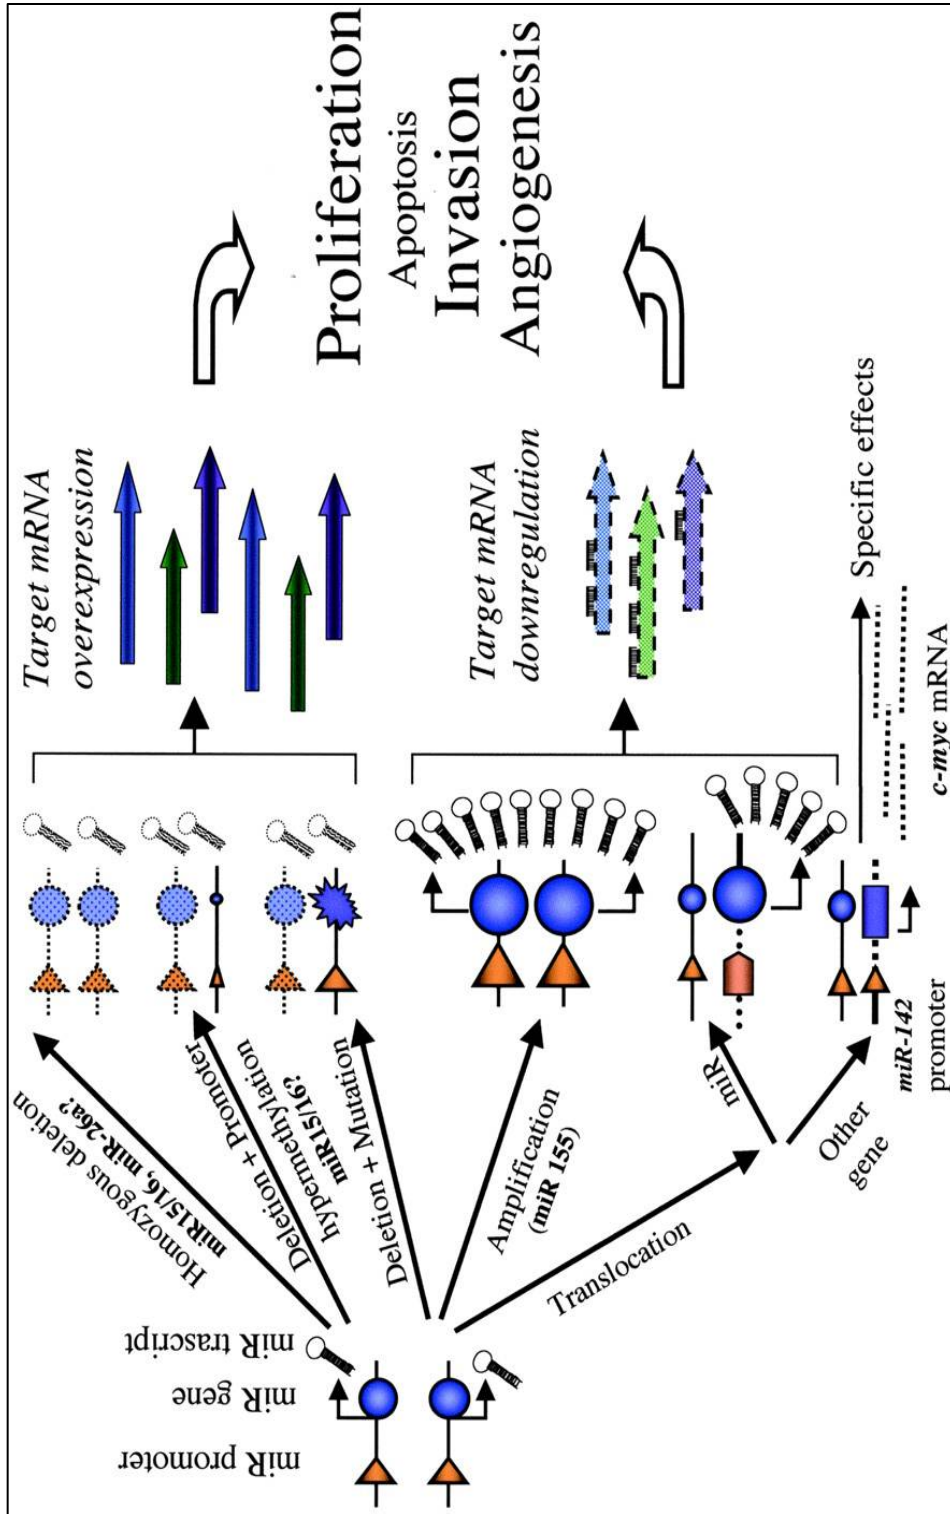 miR promoter
miR gene
miR trascript
Homozygous deletion
miR15/16, miR-26a?
Deletion + Promoter
hypermethylation
miR15/16?
Deletion + Mutation
Amplification
(miR 155)
Translocation
miR
Other
gene
miR-142
promoter
c-myc mRNA
Specific effects
Target mRNA
overexpression
Target mRNA
downregulation
Proliferation
Apoptosis
Invasion
Angiogenesis